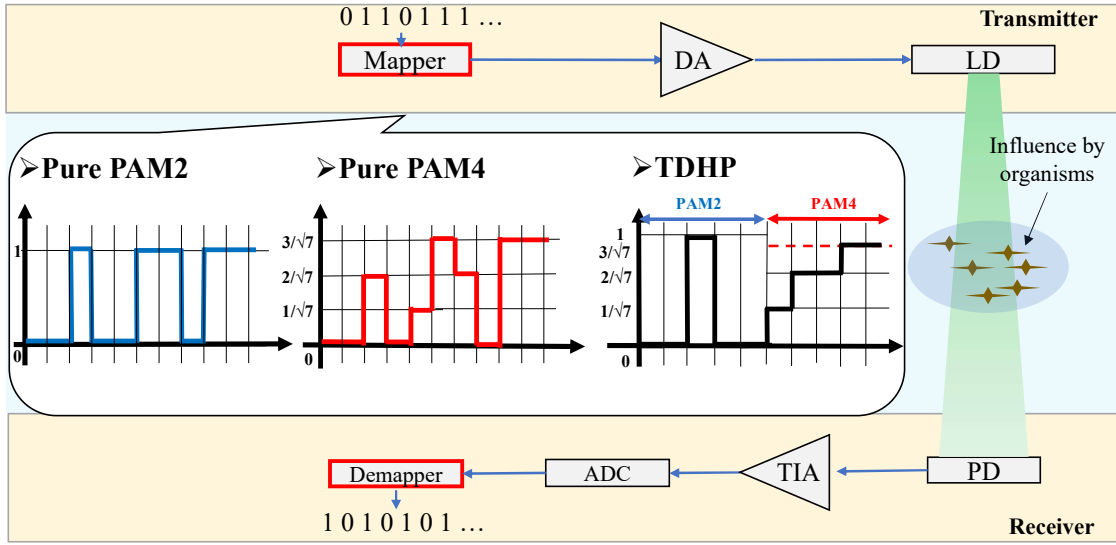 0 1 1 0 1 1 1 ...
Transmitter
Mapper
DA
LD
Influence by
organisms
➢Pure PAM2
➢Pure PAM4
➢TDHP
PAM2
PAM4
1
0
3/√7
2/√7
1/√7
0
1
3/√7
2/√7
1/√7
0
Demapper
ADC
TIA
PD
1 0 1 0 1 0 1 ...
Receiver